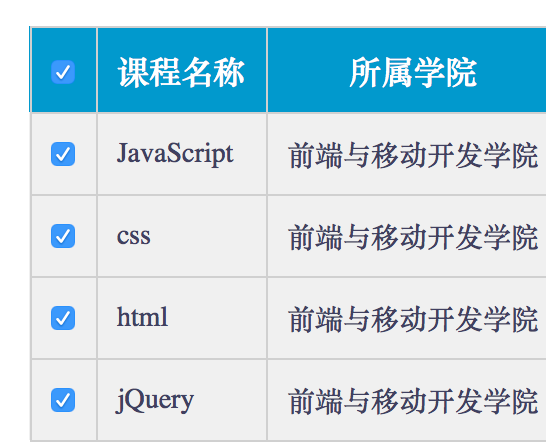 课程名称 所属学院
JavaScript 前端与移动开发学院
css 前端与移动开发学院
html 前端与移动开发学院
jQuery 前端与移动开发学院